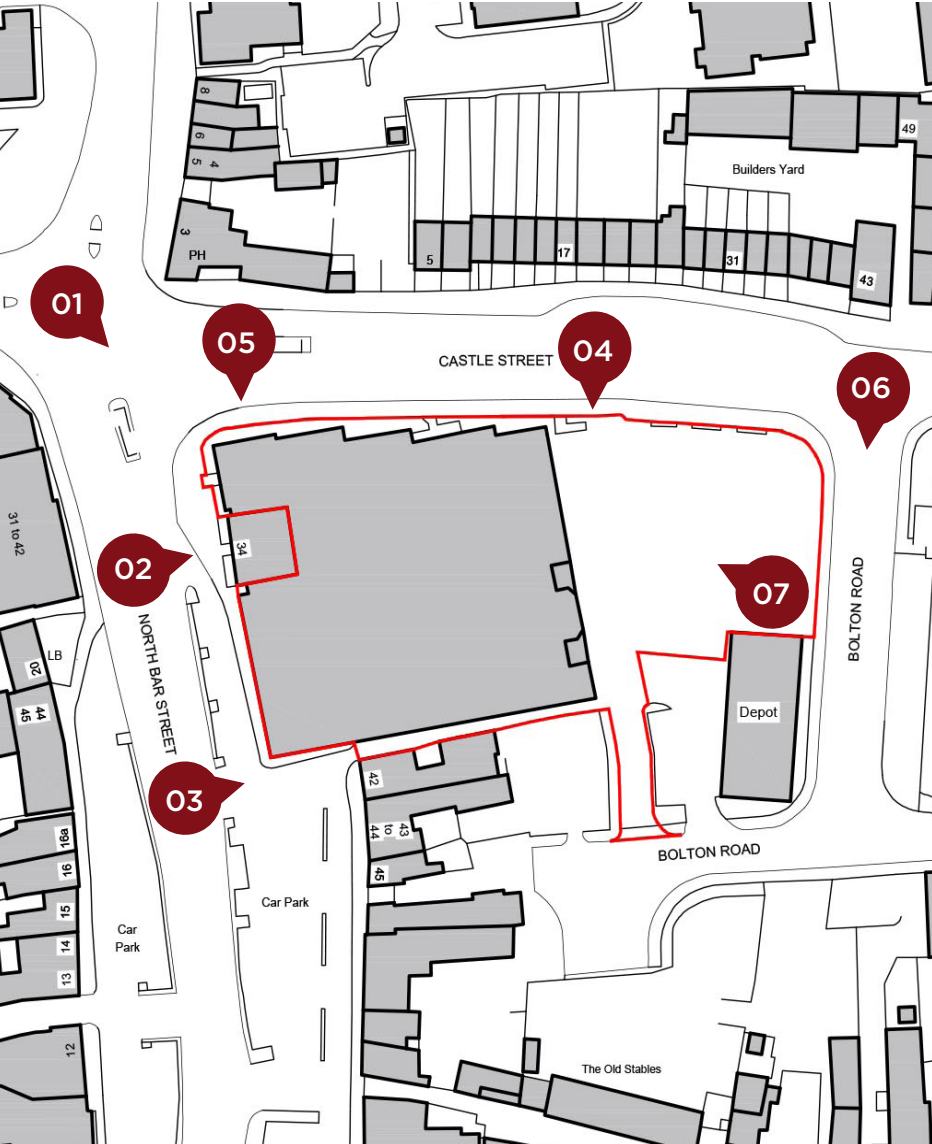 8
6
5 4
3
PH
Builders Yard
49
5
17
31
43
01
05
04
06
CASTLE STREET
31 to 42
34
02
07
BOLTON ROAD
NORTH BAR STREET
LB
20
44
45
Depot
03
42
43
to
44
45
BOLTON ROAD
16a
16
15
14
13
Car
Park
Car Park
12
The Old Stables